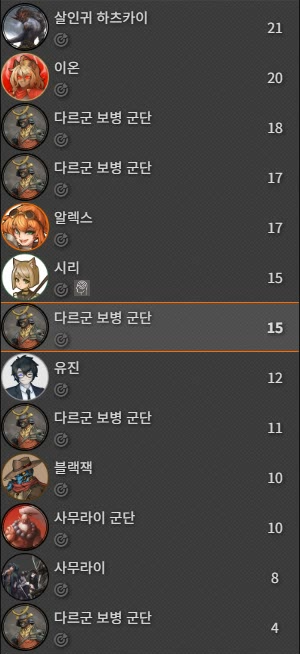 살인귀 하츠카이 21
이온 20
다르군 보병 군단 18
다르군 보병 군단 17
알렉스 17
시리 15
다르군 보병 군단 15
유진 12
다르군 보병 군단 11
블랙잭 10
사무라이 군단 10
사무라이 8
다르군 보병 군단 4